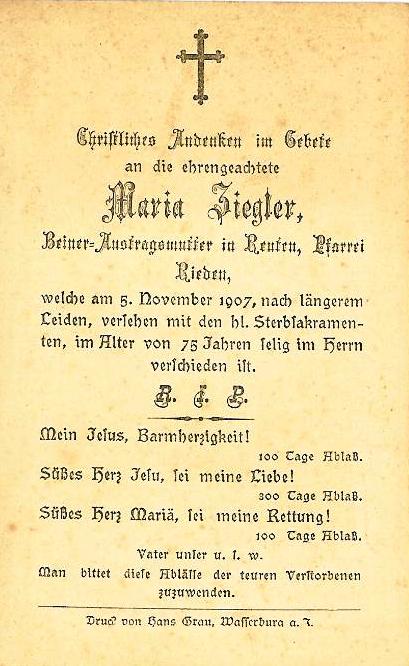 Christliches Andenken im Gebete
an die ehrengeachtete
Maria Ziegler,
Beiner-Austragsmutter in Reuten, Pfarrei
Rieden,
welche am 5. November 1907, nach längerem
Leiden, versehen mit den hl. Sterbsakramen-
ten, im Alter von 75 Jahren selig im Herrn
verschieden ist.
R. I. P.
Mein Jesus, Barmherzigkeit!
100 Tage Ablaß.
Süßes Herz Jesu, sei meine Liebe!
300 Tage Ablaß.
Süßes Herz Mariä, sei meine Rettung!
100 Tage Ablaß.
Vater unser u. s. w.
Man bittet diese Ablässe der teuren Verstorbenen
zuzuwenden.
Druck von Hans Grau, Wasserburg a. I.